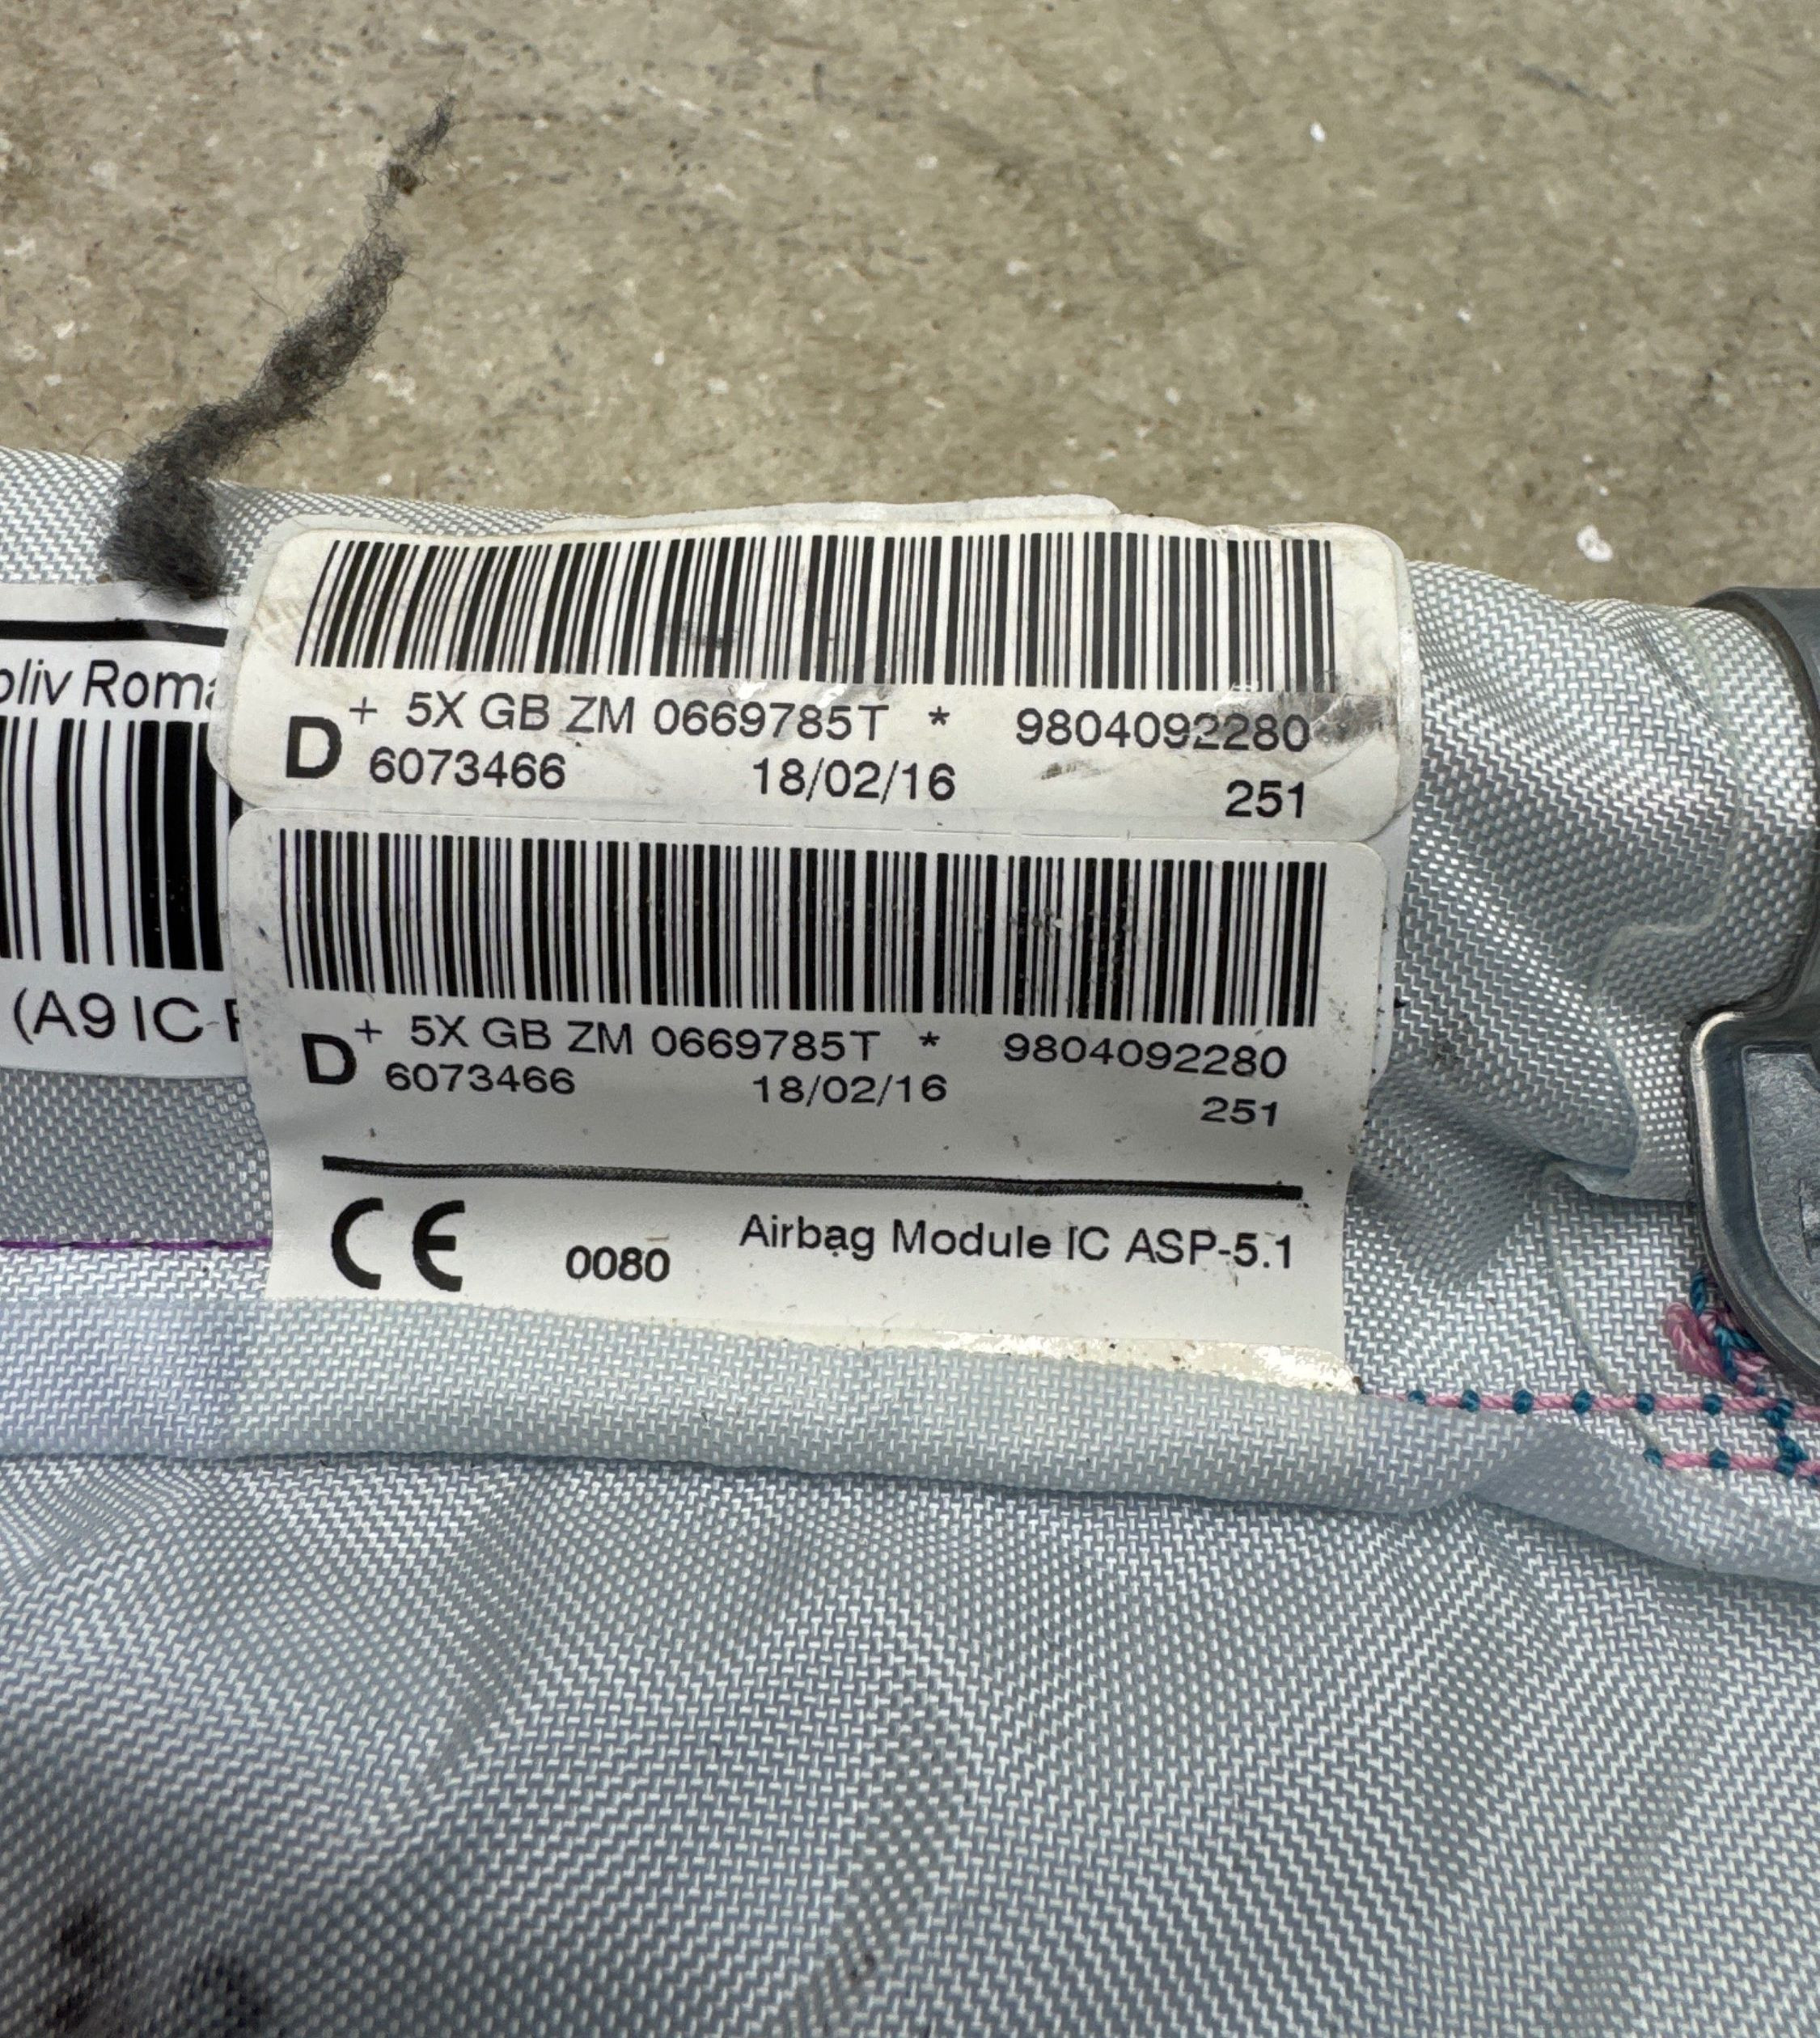 oliv Roma
(A9 IC
+ 5X GB ZM 0669785T * 9804092280
D 6073466 18/02/16 251
+ 5X GB ZM 0669785T * 9804092280
D 6073466 18/02/16 251
CE 0080 Airbag Module IC ASP-5.1